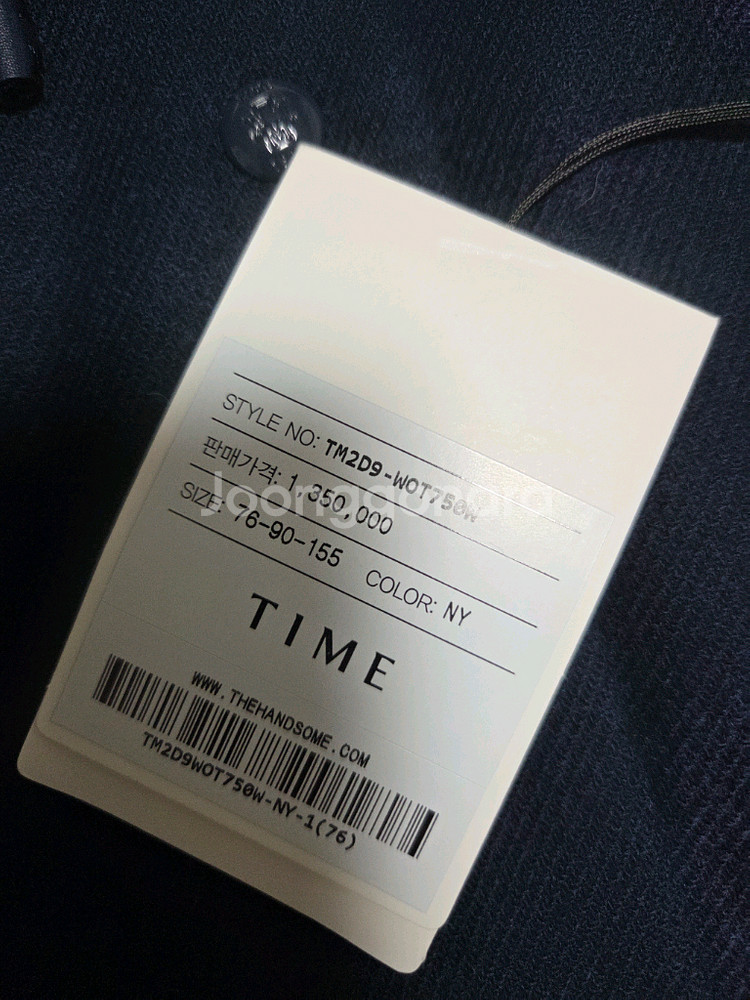 STYLE NO: TM2D9-WOT750W
판매가격: 1,350,000
SIZE: 76-90-155 COLOR: NY
Joonggonara
TIME
WWW.THEHANDSOME.COM
TM2D9WOT750W-NY-1(76)